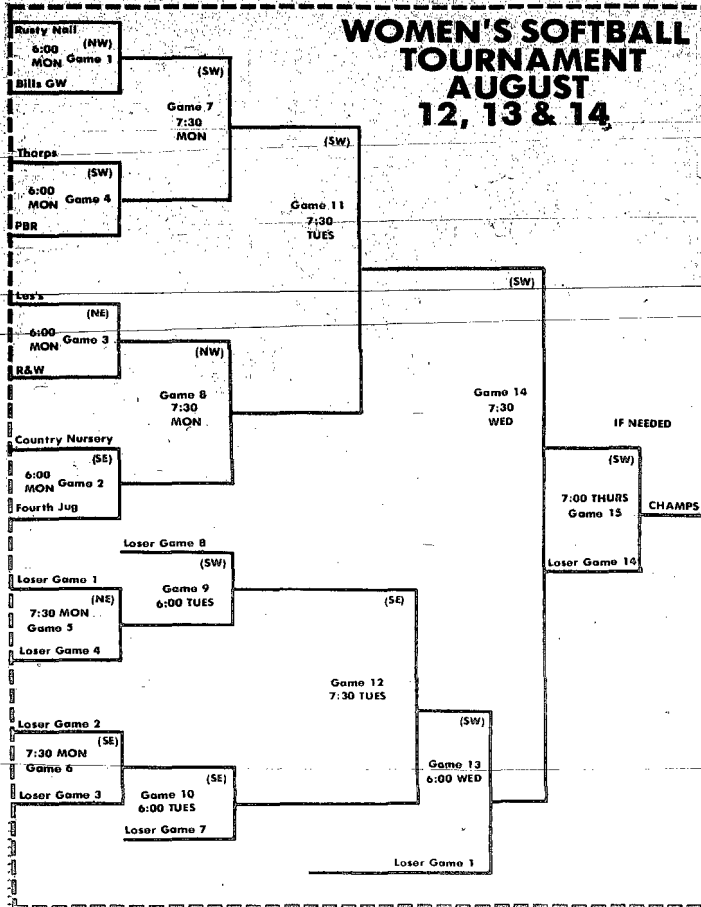 WOMEN'S SOFTBALL
TOURNAMENT
AUGUST
12, 13 & 14
Rusty Nail
(NW)
6:00
MON Game 1
Bills GW
(SW)
Game 7
7:30
MON
Thorps
(SW)
6:00
MON Game 4
PBR
(SW)
Game 11
7:30
TUES
Les's
(NE)
6:00
MON Game 3
R&W
(NW)
Game 8
7:30
MON
Country Nursery
(SE)
6:00
MON Game 2
Fourth Jug
(SW)
Game 14
7:30
WED
IF NEEDED
(SW)
7:00 THURS
Game 15
CHAMPS
Loser Game 14
Loser Game 8
(SW)
Game 9
6:00 TUES
Loser Game 1
(NE)
7:30 MON
Game 5
Loser Game 4
(SE)
Game 12
7:30 TUES
Loser Game 2
(SE)
7:30 MON
Game 6
Loser Game 3
(SE)
Game 10
6:00 TUES
Loser Game 7
(SW)
Game 13
6:00 WED
Loser Game 1